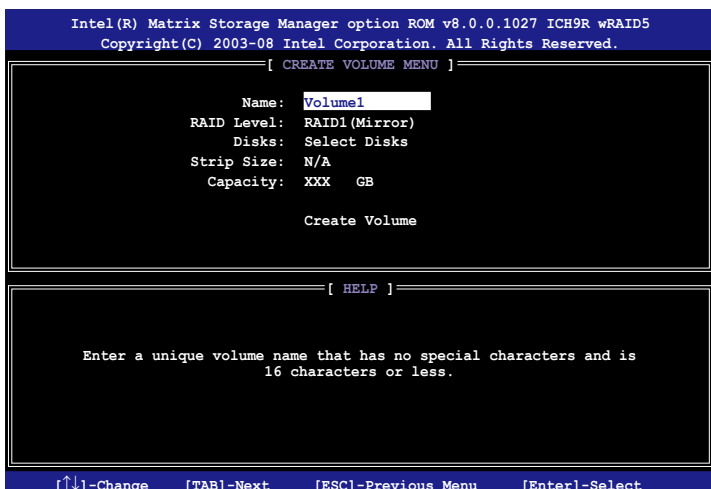 Intel(R) Matrix Storage Manager option ROM v8.0.0.1027 ICH9R wRAID5
Copyright(C) 2003-08 Intel Corporation. All Rights Reserved.
[ CREATE VOLUME MENU ]
Name: Volume1
RAID Level: RAID1(Mirror)
Disks: Select Disks
Strip Size: N/A
Capacity: XXX GB
Create Volume
[ HELP ]
Enter a unique volume name that has no special characters and is
16 characters or less.
[↑↓]-Change [TAB]-Next [ESC]-Previous Menu [Enter]-Select